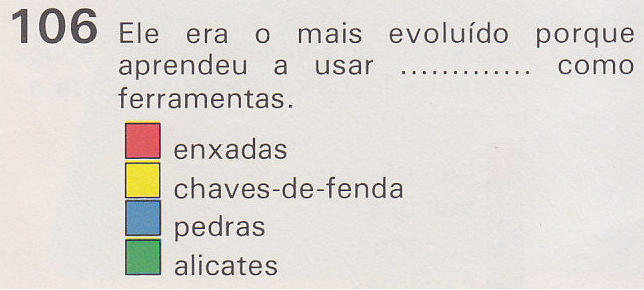 106 Ele era o mais evoluído porque
aprendeu a usar ............. como
ferramentas.
enxadas
chaves-de-fenda
pedras
alicates